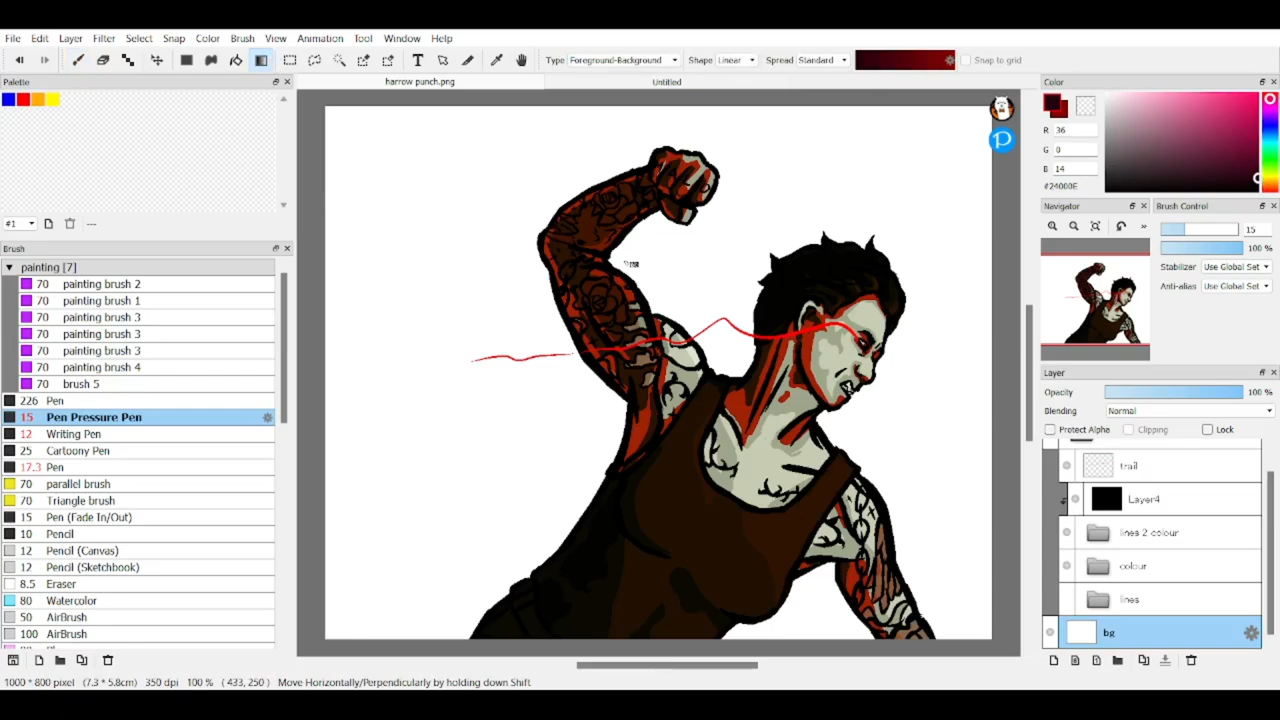 File Edit Layer Filter Select Snap Color Brush View Animation Tool Window Help
T Type Foreground-Background Shape Linear Spread Standard Snap to grid
Palette
harrow punch.png Untitled
Color
R 36
G 0
B 14
#24000E
#1 ---
Navigator
Brush Control
15
100 %
Stabilizer Use Global Set
Anti-alias Use Global Set
Brush
painting [7]
70 painting brush 2
70 painting brush 1
70 painting brush 3
70 painting brush 3
70 painting brush 3
70 painting brush 4
70 brush 5
226 Pen
15 Pen Pressure Pen
12 Writing Pen
25 Cartoony Pen
17.3 Pen
70 parallel brush
70 Triangle brush
15 Pen (Fade In/Out)
10 Pencil
12 Pencil (Canvas)
12 Pencil (Sketchbook)
8.5 Eraser
80 Watercolor
50 AirBrush
100 AirBrush
Layer
Opacity 100 %
Blending Normal
Protect Alpha Clipping Lock
trail
Layer4
lines 2 colour
colour
lines
bg
1000 * 800 pixel (7.3 * 5.8cm) 350 dpi 100 % ( 433, 250 ) Move Horizontally/Perpendicularly by holding down Shift